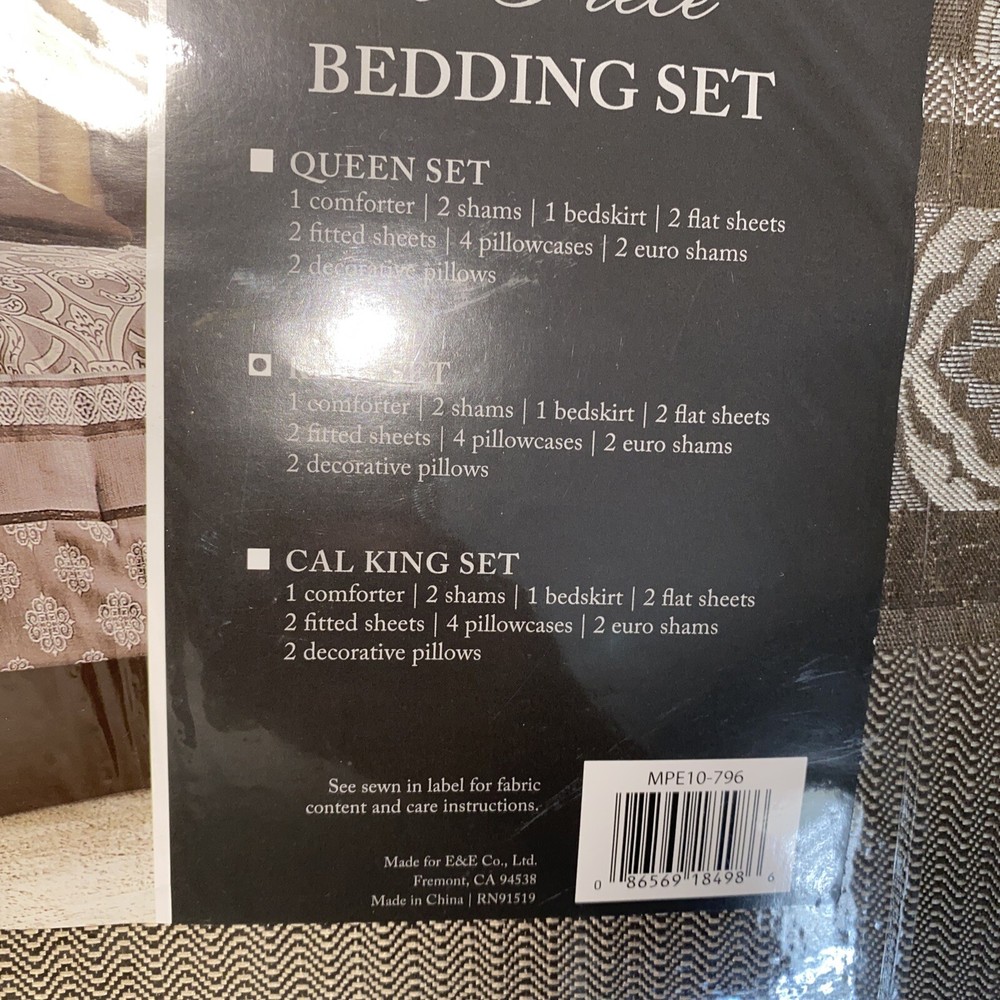 BEDDING SET
QUEEN SET
1 comforter | 2 shams | 1 bedskirt | 2 flat sheets
2 fitted sheets | 4 pillowcases | 2 euro shams
2 decorative pillows
SET
1 comforter | 2 shams | 1 bedskirt | 2 flat sheets
2 fitted sheets | 4 pillowcases | 2 euro shams
2 decorative pillows
CAL KING SET
1 comforter | 2 shams | 1 bedskirt | 2 flat sheets
2 fitted sheets | 4 pillowcases | 2 euro shams
2 decorative pillows
See sewn in label for fabric
content and care instructions.
Made for E&E Co., Ltd.
Fremont, CA 94538
Made in China | RN91519
MPE10-796
0 86569 18498 6